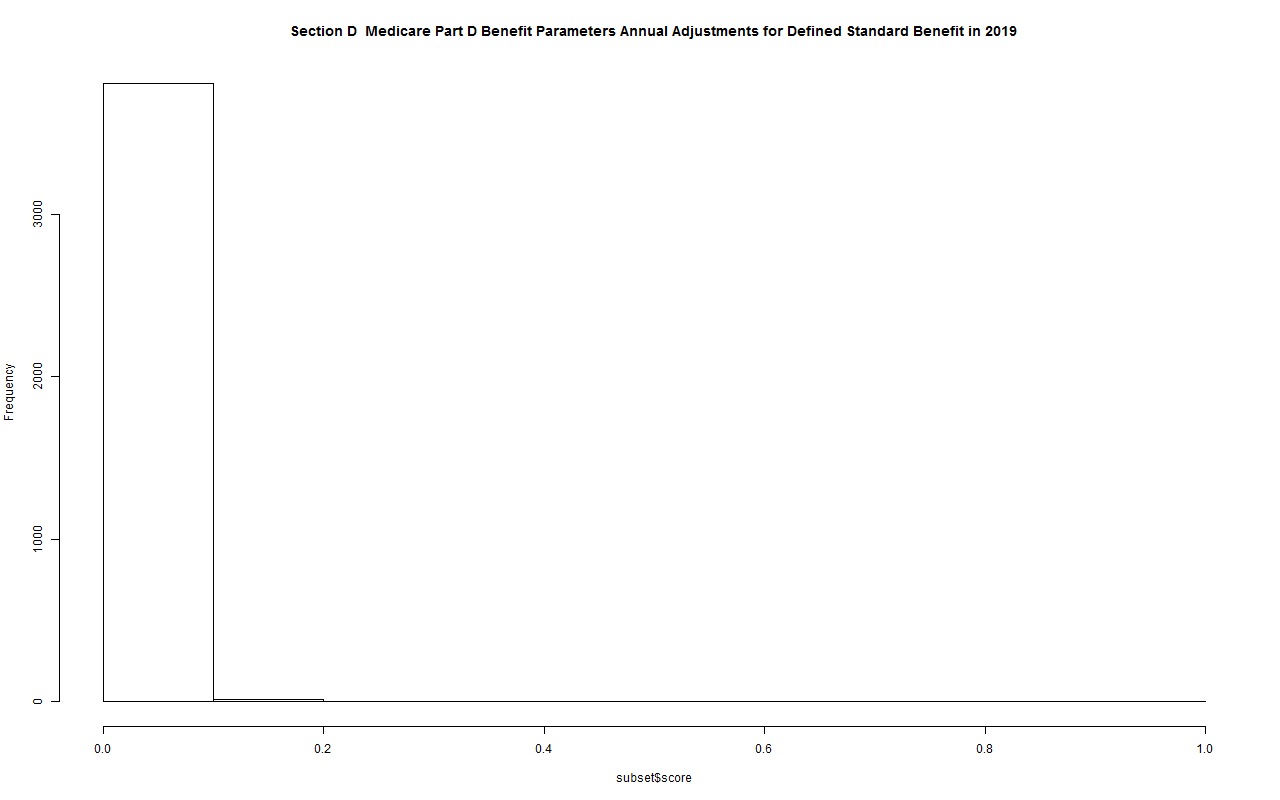 Section D  Medicare Part D Benefit Parameters Annual Adjustments for Defined Standard Benefit in 2019
Frequency
3000
2000
1000
0
0.0 0.2 0.4 0.6 0.8 1.0
subset$score